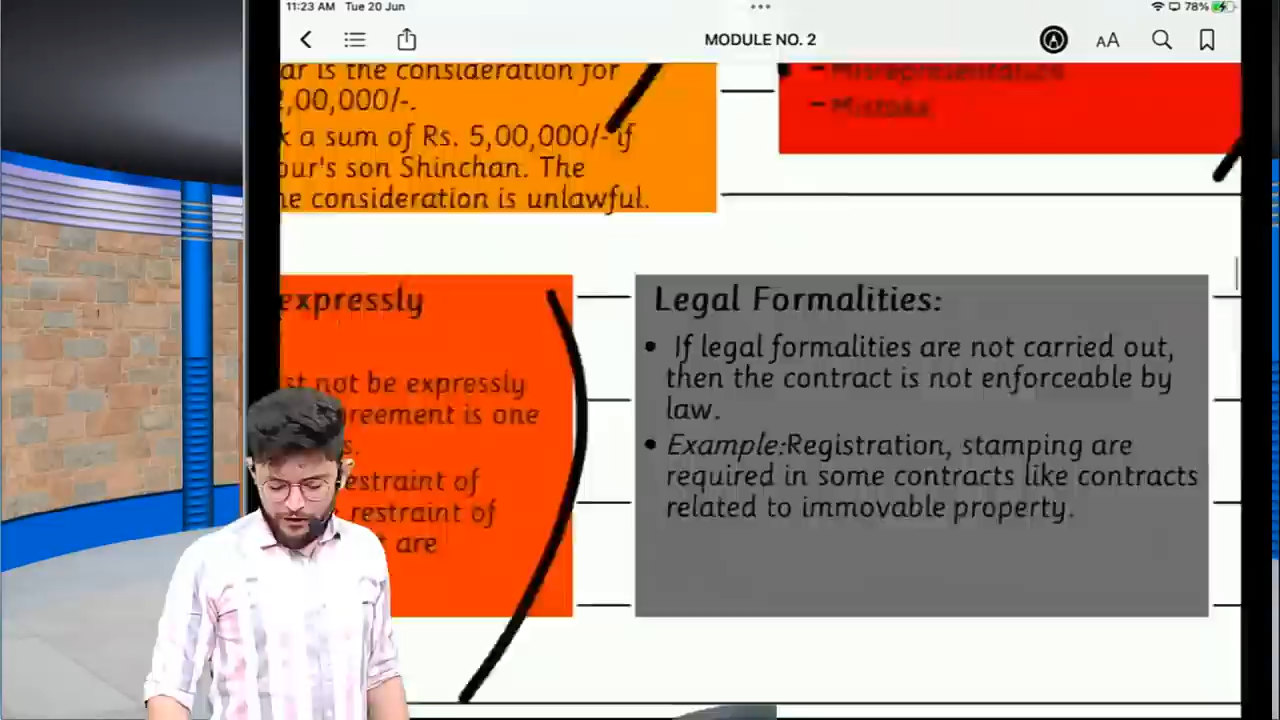 11:23 AM Tue 20 Jun
78%
MODULE NO. 2
AA
ar is the consideration for
2,00,000/-.
k a sum of Rs. 5,00,000/- if
our's son Shinchan. The
he consideration is unlawful.
- Misrepresentation
- Mistake
expressly
st not be expressly
reement is one
s.
estraint of
restraint of
t are
Legal Formalities:
• If legal formalities are not carried out,
then the contract is not enforceable by
law.
• Example:Registration, stamping are
required in some contracts like contracts
related to immovable property.